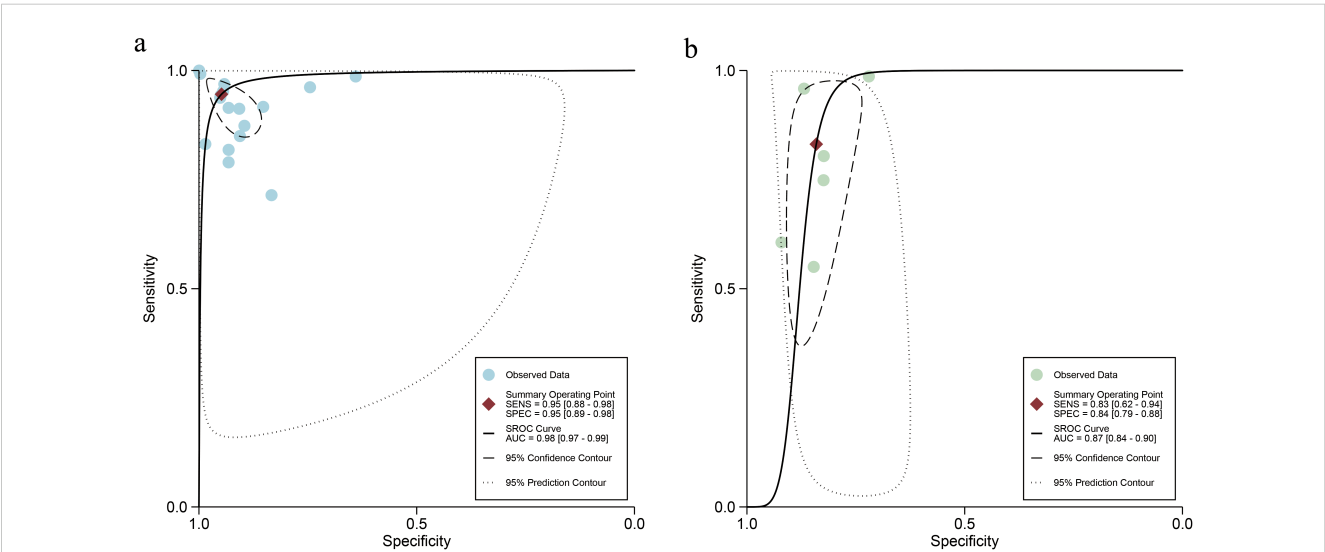 a
1.0
0.5
0.0
Sensitivity
1.0
0.5
0.0
Specificity
Observed Data
Summary Operating Point
SENS = 0.95 [0.88 - 0.98]
SPEC = 0.95 [0.89 - 0.98]
SROC Curve
AUC = 0.98 [0.97 - 0.99]
95% Confidence Contour
95% Prediction Contour
b
1.0
0.5
0.0
Sensitivity
1.0
0.5
0.0
Specificity
Observed Data
Summary Operating Point
SENS = 0.83 [0.62 - 0.94]
SPEC = 0.84 [0.79 - 0.88]
SROC Curve
AUC = 0.87 [0.84 - 0.90]
95% Confidence Contour
95% Prediction Contour